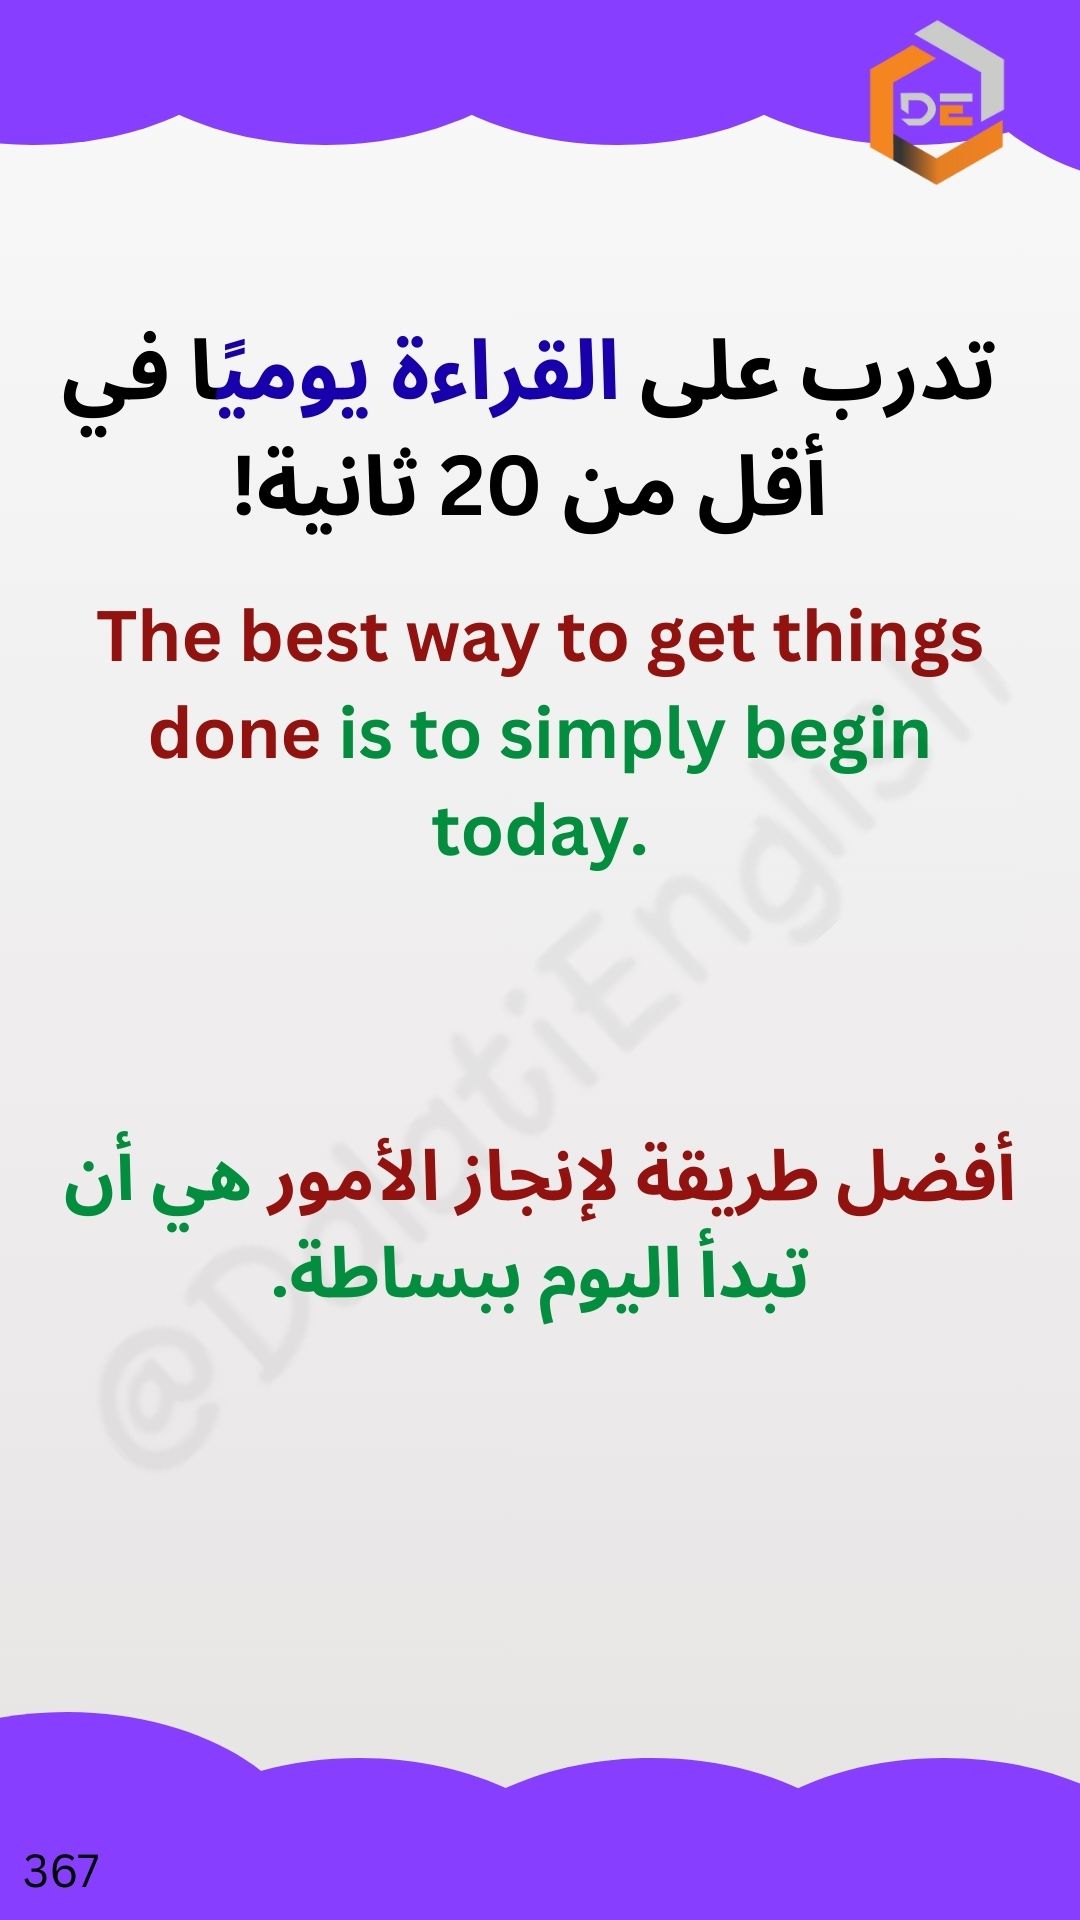 DE
تدرب على القراءة يوميًا في
أقل من 20 ثانية!
The best way to get things
done is to simply begin
today.
@DalatiEnglish
أفضل طريقة لإنجاز الأمور هي أن
تبدأ اليوم ببساطة.
367